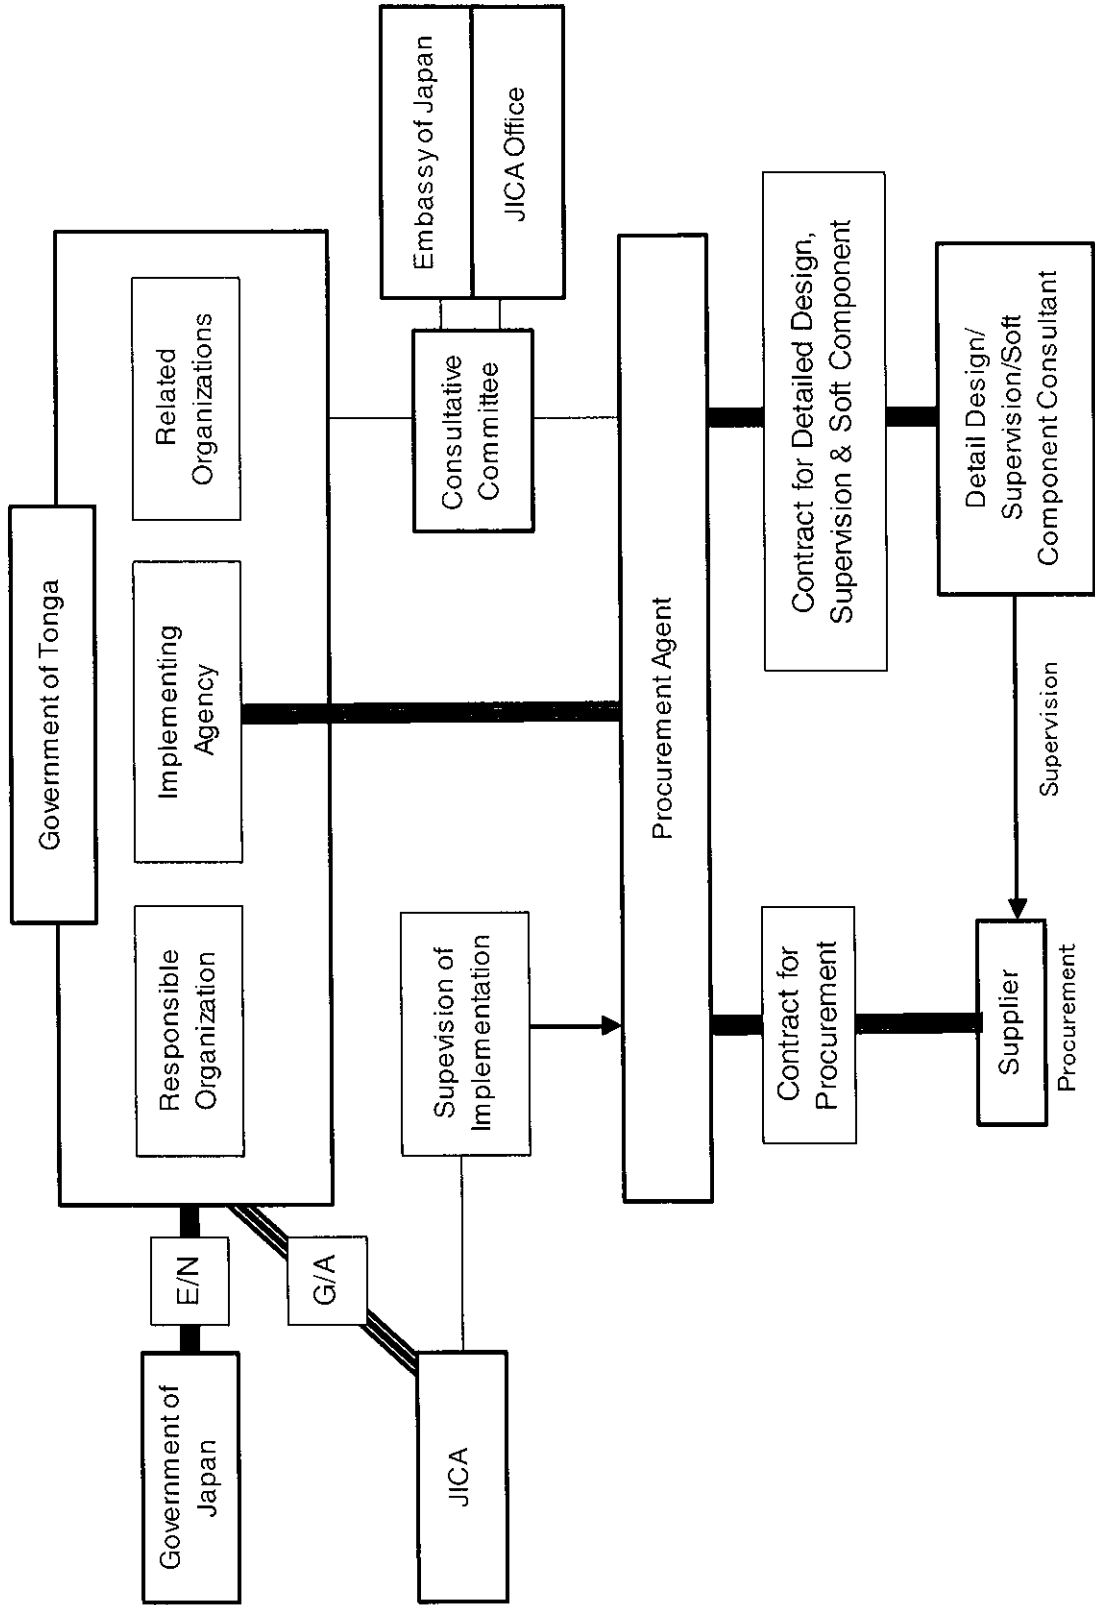 Government of Tonga
Responsible
Organization
Implementing
Agency
Related
Organizations
Government of
Japan
E/N
G/A
JICA
Supevision of
Implementation
Consultative
Committee
Embassy of Japan
JICA Office
Procurement Agent
Contract for
Procurement
Contract for Detailed Design,
Supervision & Soft Component
Supplier
Procurement
Supervision
Detail Design/
Supervision/Soft
Component Consultant